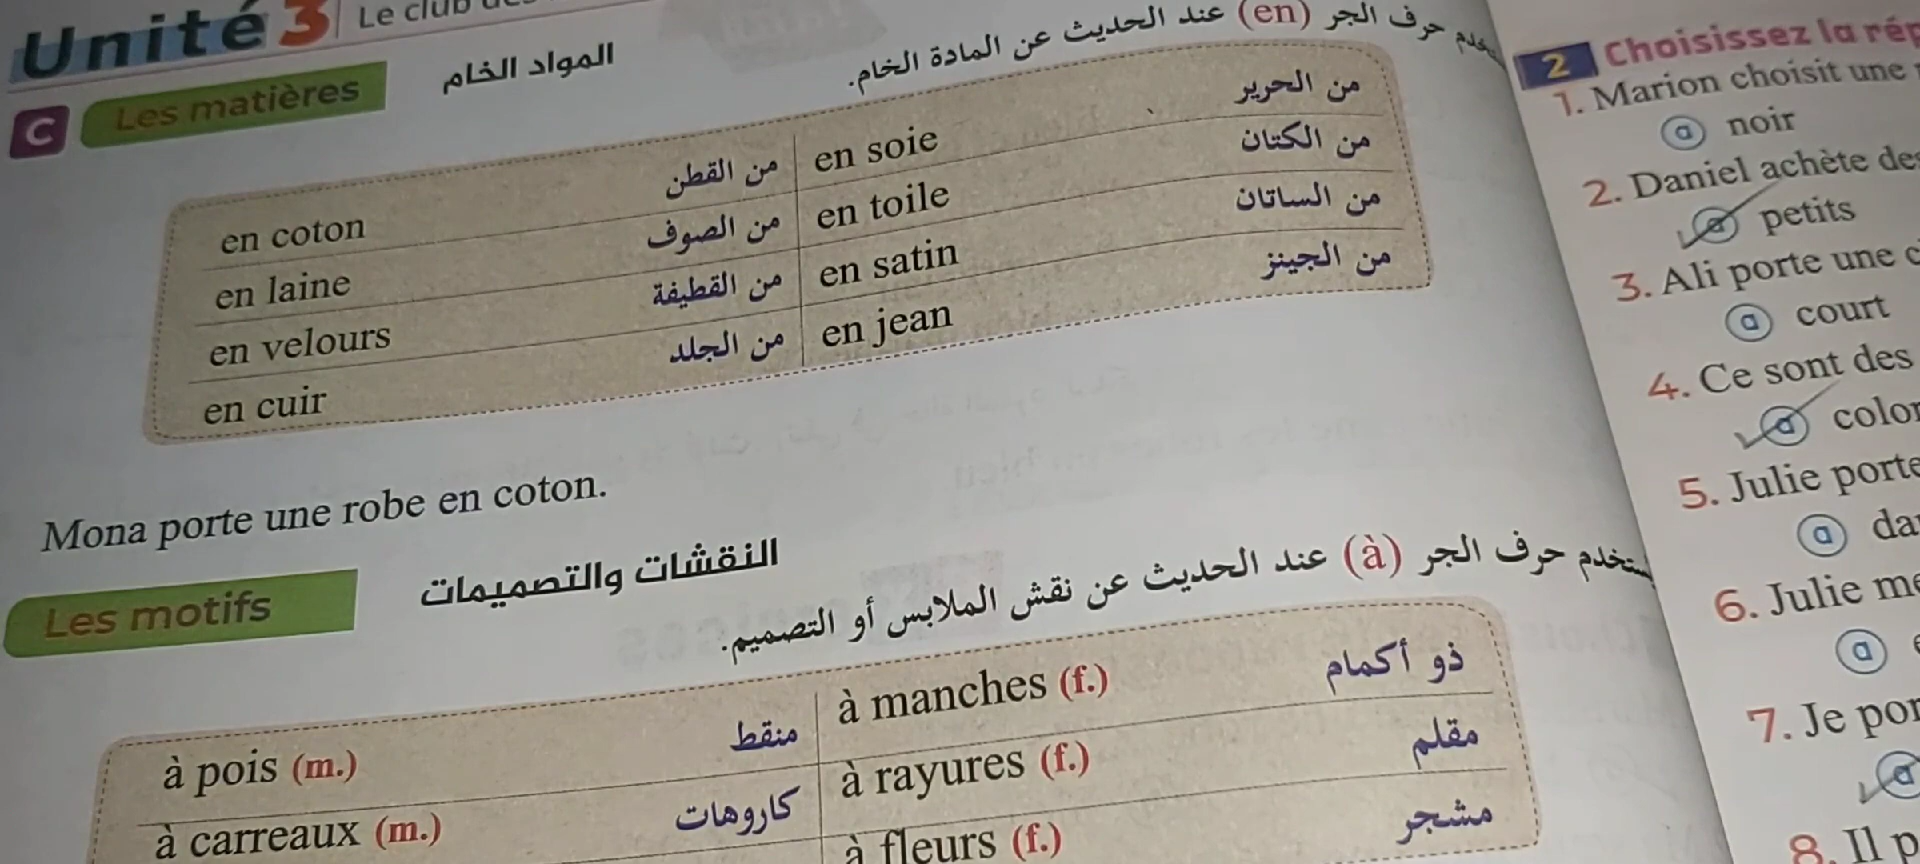 Unité 3 Le club
C Les matières المواد الخام
حرف الجر (en) عند الحديث عن المادة الخام.
en coton من القطن en soie من الحرير
en laine من الصوف en toile من الكتان
en velours من القطيفة en satin من الساتان
en cuir من الجلد en jean من الجينز
Mona porte une robe en coton.
Les motifs النقشات والتصميمات
حرف الجر (à) عند الحديث عن نقش الملابس أو التصميم.
à pois (m.) منقط à manches (f.) ذو أكمام
à carreaux (m.) كاروهات à rayures (f.) مقلم
à fleurs (f.) مشجر
2 Choisissez la
1. Marion choisit une
a noir
2. Daniel achète
a petits
3. Ali porte une
a court
4. Ce sont des
a
5. Julie porte
a
6. Julie
a
7. Je
a
8. Il